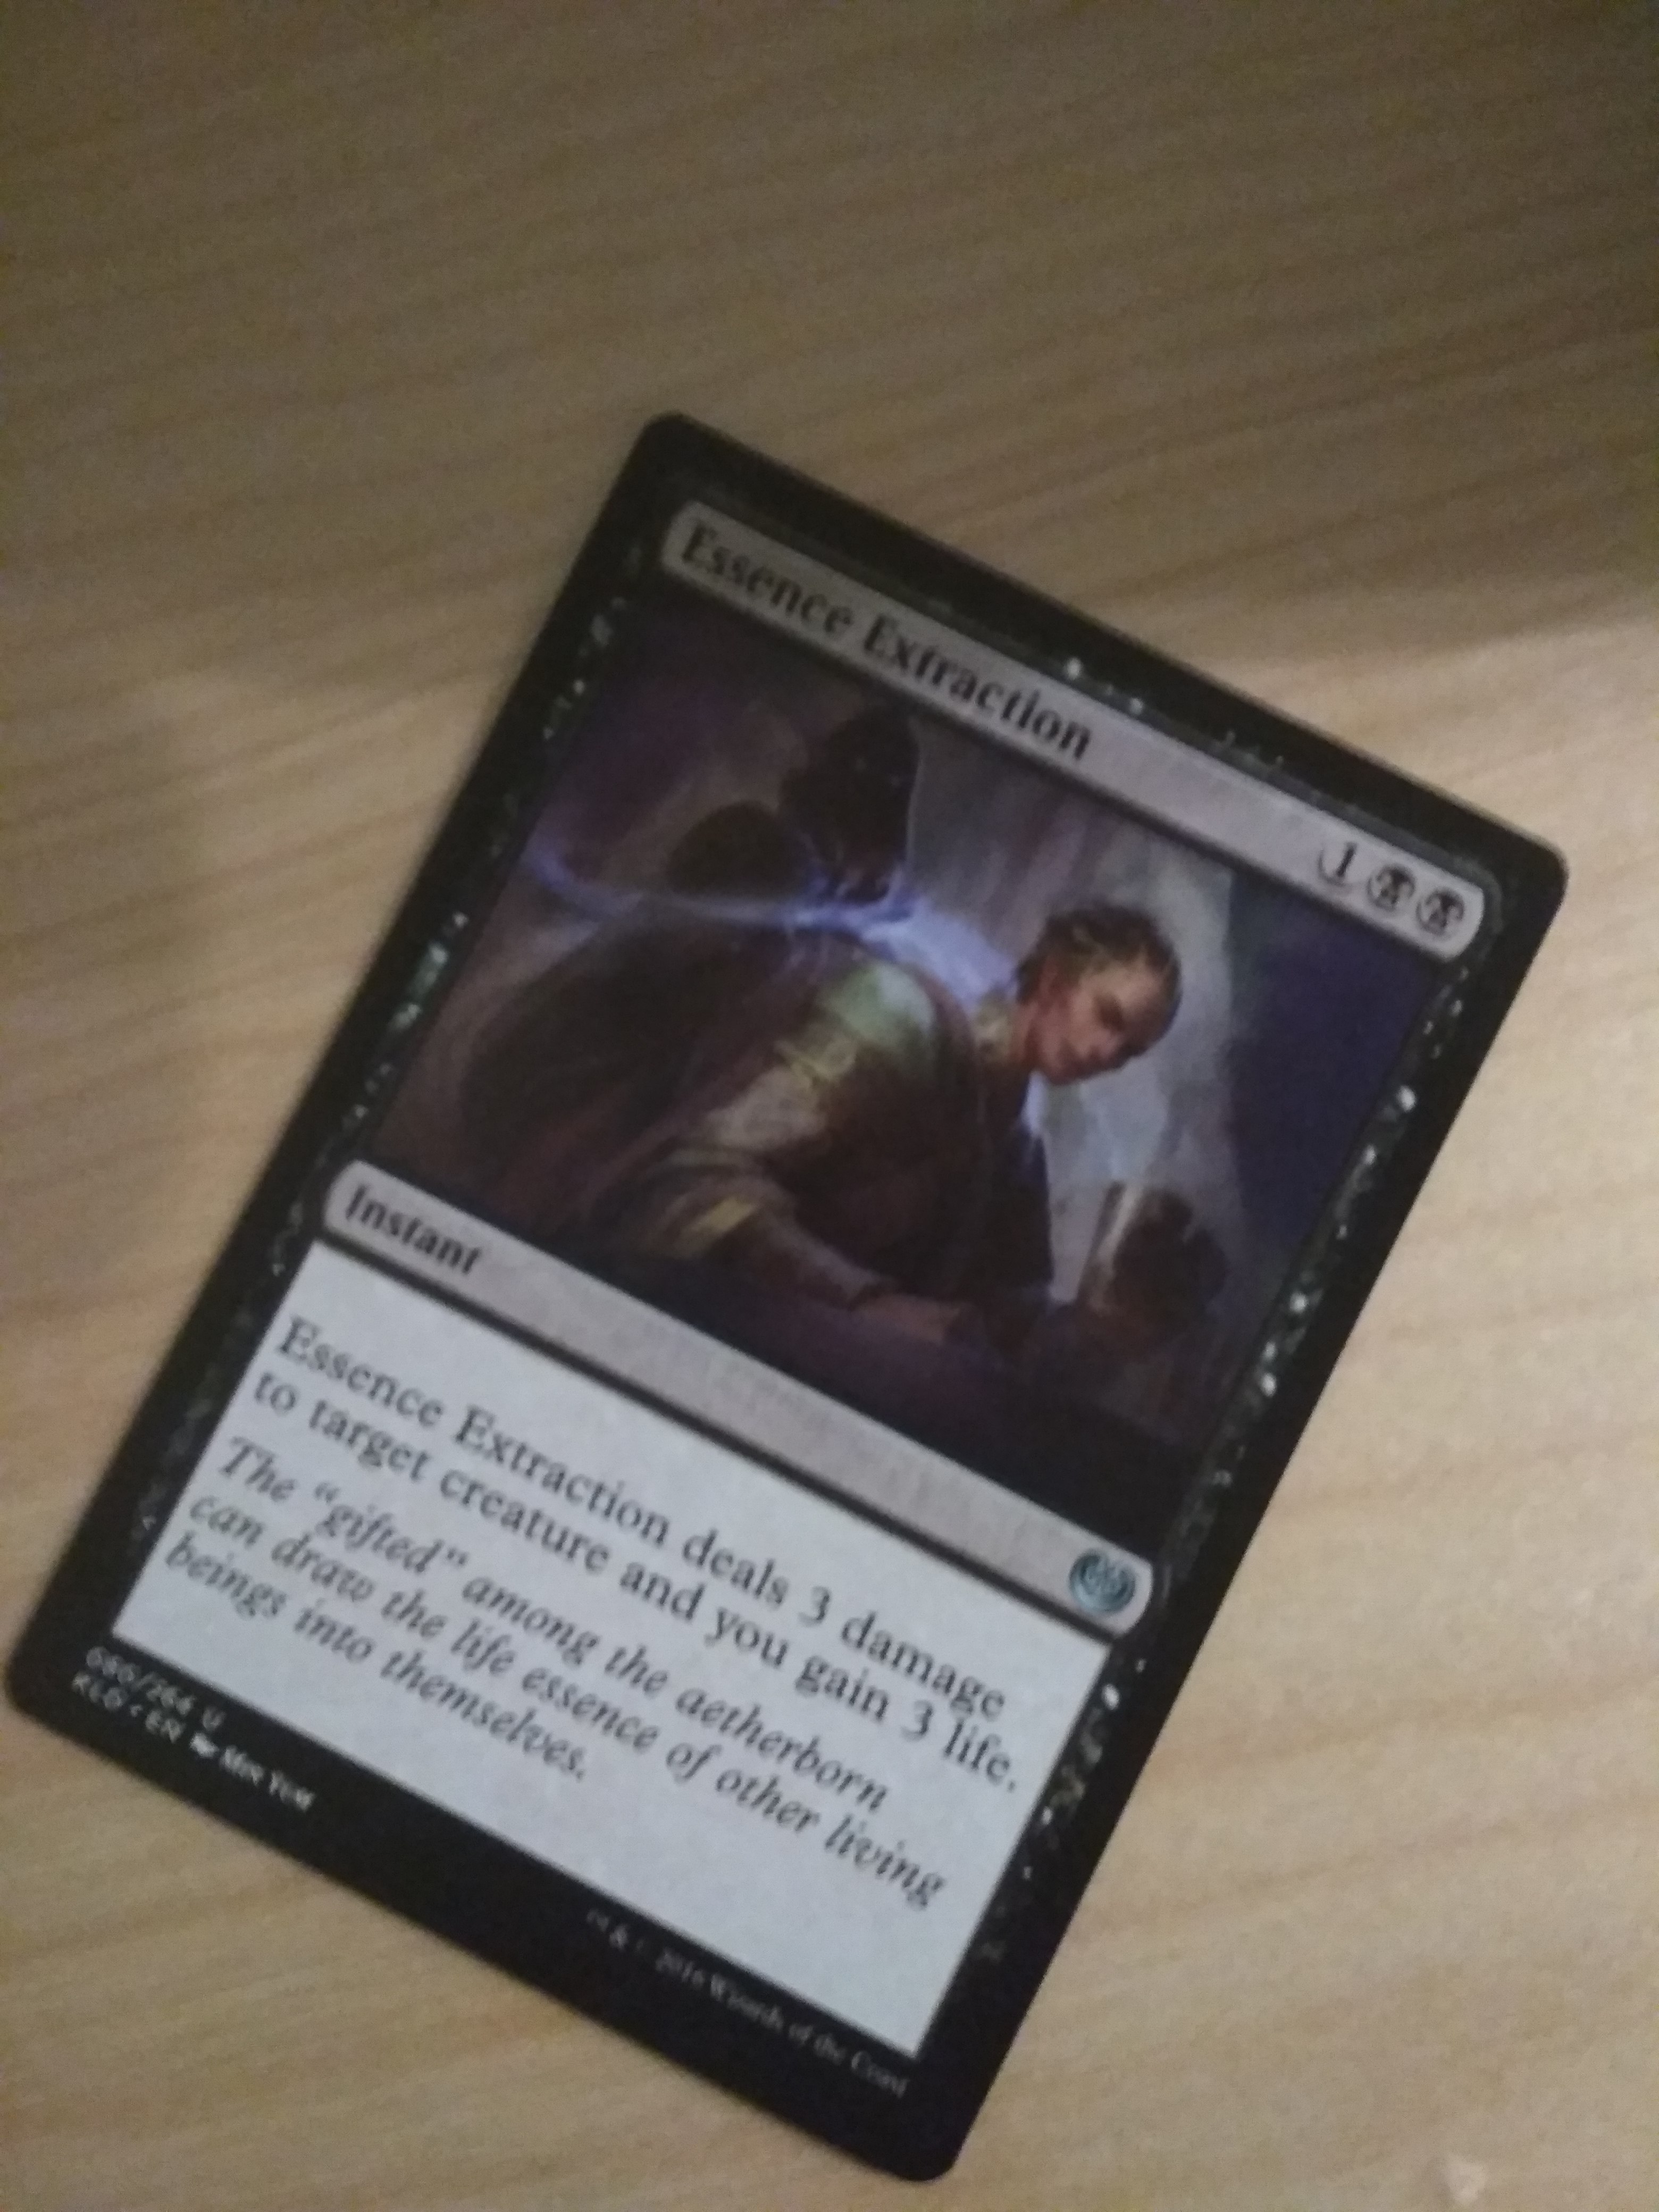 Essence Extraction
1
Instant
Essence Extraction deals 3 damage
to target creature and you gain 3 life.
The “gifted” among the aetherborn
can draw the life essence of other living
beings into themselves.
/264 U
KLD • EN
2016 Wizards of the Coast